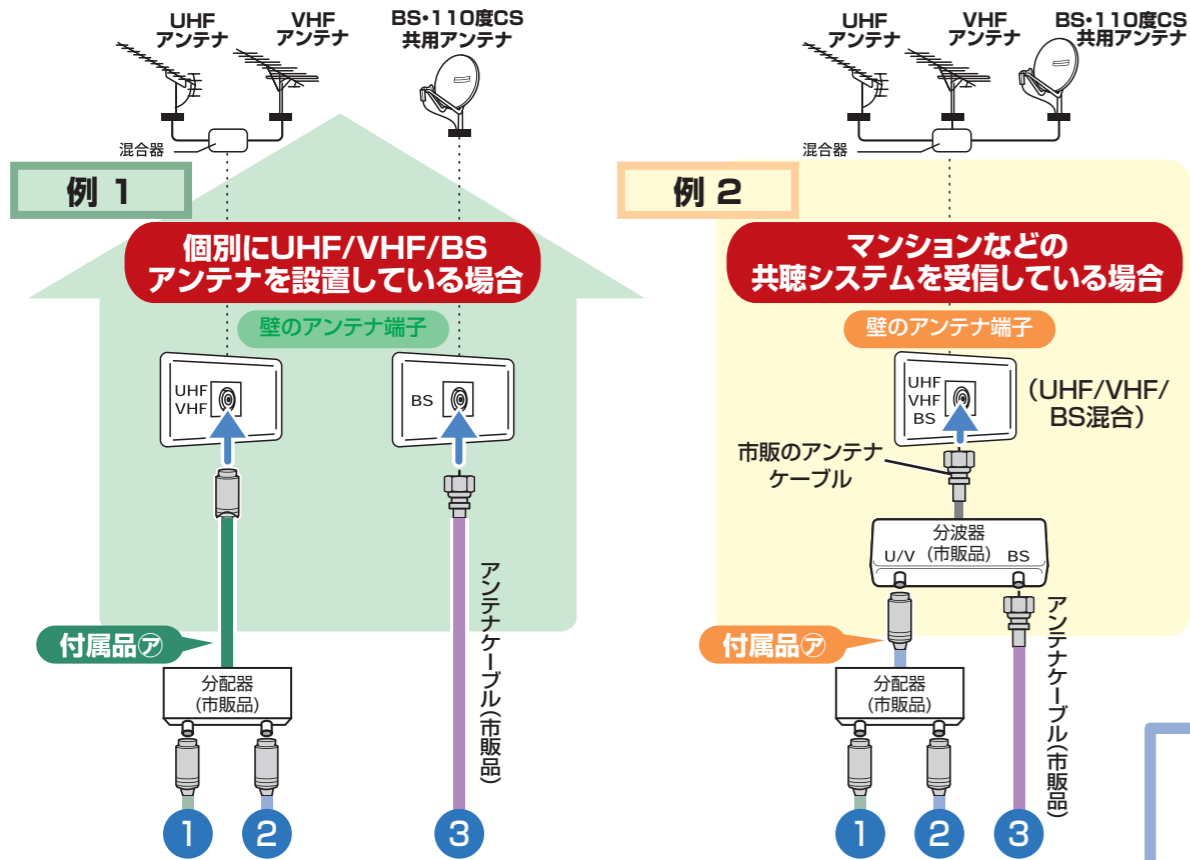 UHF
アンテナ
VHF
アンテナ
BS・110度CS
共用アンテナ
混合器
例 1
個別にUHF/VHF/BS
アンテナを設置している場合
壁のアンテナ端子
UHF
VHF
BS
アンテナケーブル(市販品)
付属品㋐
分配器
(市販品)
1
2
3
UHF
アンテナ
VHF
アンテナ
BS・110度CS
共用アンテナ
混合器
例 2
マンションなどの
共聴システムを受信している場合
壁のアンテナ端子
UHF
VHF
BS
(UHF/VHF/
BS混合)
市販のアンテナ
ケーブル
分波器
U/V (市販品) BS
アンテナケーブル(市販品)
付属品㋐
分配器
(市販品)
1
2
3